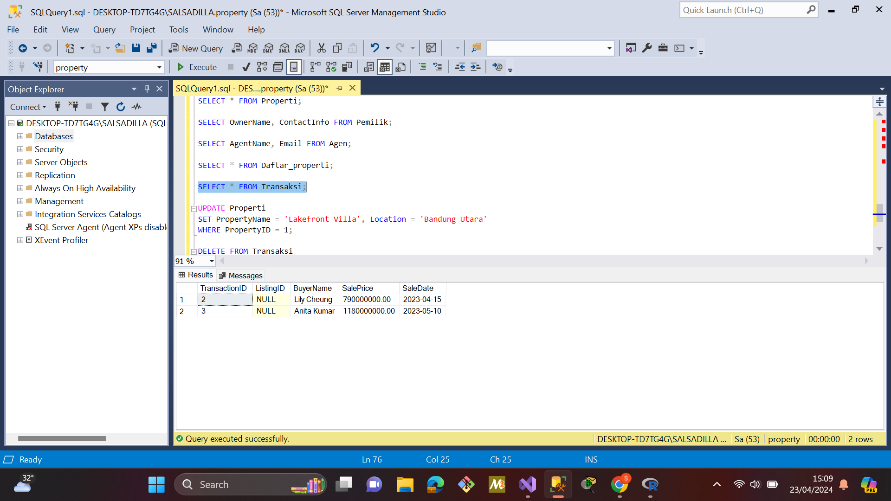 SQLQuery1.sql - DESKTOP-TD7TG4G\SALSADILLA.property (Sa (53))* - Microsoft SQL Server Management Studio
Quick Launch (Ctrl+Q)
File Edit View Query Project Tools Window Help
New Query
MDX DMX XMLA DAX
property
Execute
Object Explorer
SQLQuery1.sql - DES....property (Sa (53))*
Connect
DESKTOP-TD7TG4G\SALSADILLA (SQL
Databases
Security
Server Objects
Replication
Always On High Availability
Management
Integration Services Catalogs
SQL Server Agent (Agent XPs disabl
XEvent Profiler
SELECT * FROM Properti;
SELECT OwnerName, ContactInfo FROM Pemilik;
SELECT AgentName, Email FROM Agen;
SELECT * FROM Daftar_properti;
SELECT * FROM Transaksi;
UPDATE Properti
SET PropertyName = 'Lakefront Villa', Location = 'Bandung Utara'
WHERE PropertyID = 1;
DELETE FROM Transaksi
91 %
Results Messages
TransactionID ListingID BuyerName SalePrice SaleDate
1 2 NULL Lily Cheung 790000000.00 2023-04-15
2 3 NULL Anita Kumar 1180000000.00 2023-05-10
Query executed successfully.
DESKTOP-TD7TG4G\SALSADILLA ... Sa (53) property 00:00:00 2 rows
Ready
Ln 76 Col 25 Ch 25 INS
32°
Search
15:09
23/04/2024